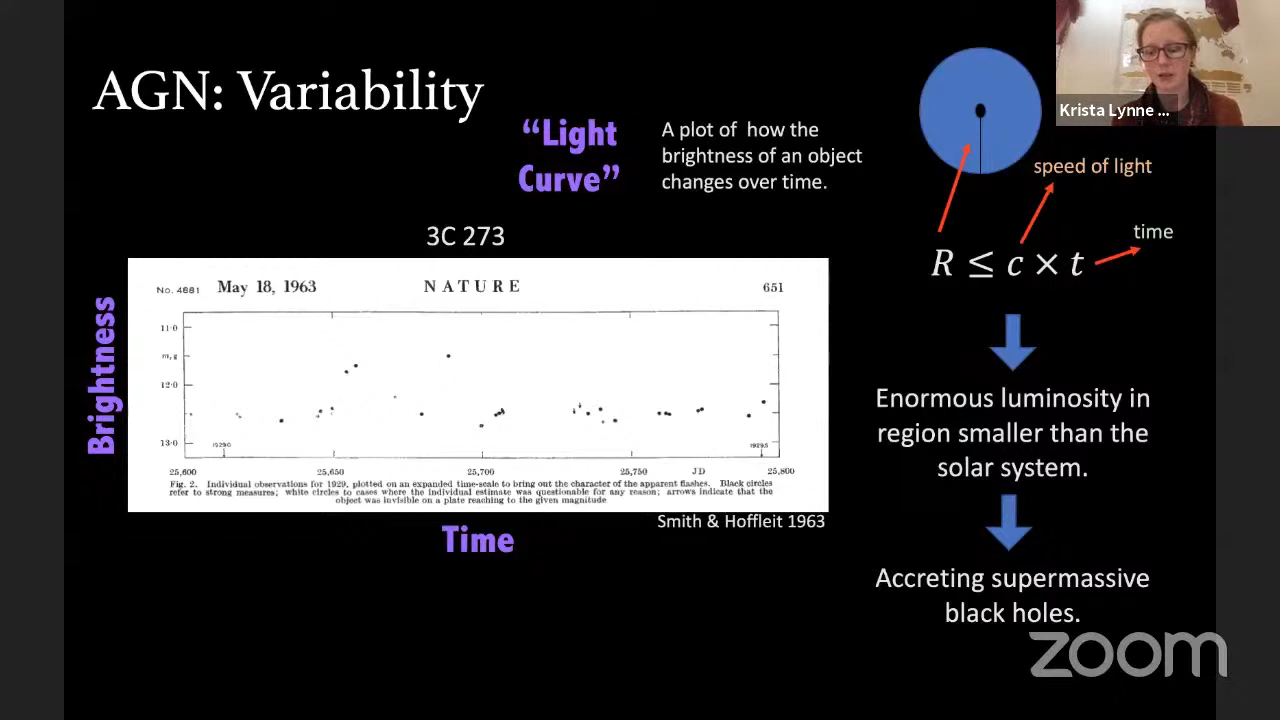 AGN: Variability
“Light
Curve”
A plot of how the
brightness of an object
changes over time.
Krista Lynne ...
speed of light
time
R ≤ c × t
3C 273
No. 4881 May 18, 1963 NATURE 651
11·0
m, g
12·0
13·0
1929·0
1929·5
25,600 25,650 25,700 25,750 JD 25,800
Fig. 2. Individual observations for 1929, plotted on an expanded time-scale to bring out the character of the apparent flashes. Black circles
refer to strong measures; white circles to cases where the individual estimate was questionable for any reason; arrows indicate that the
object was invisible on a plate reaching to the given magnitude
Brightness
Time
Smith & Hoffleit 1963
Enormous luminosity in
region smaller than the
solar system.
Accreting supermassive
black holes.
zoom